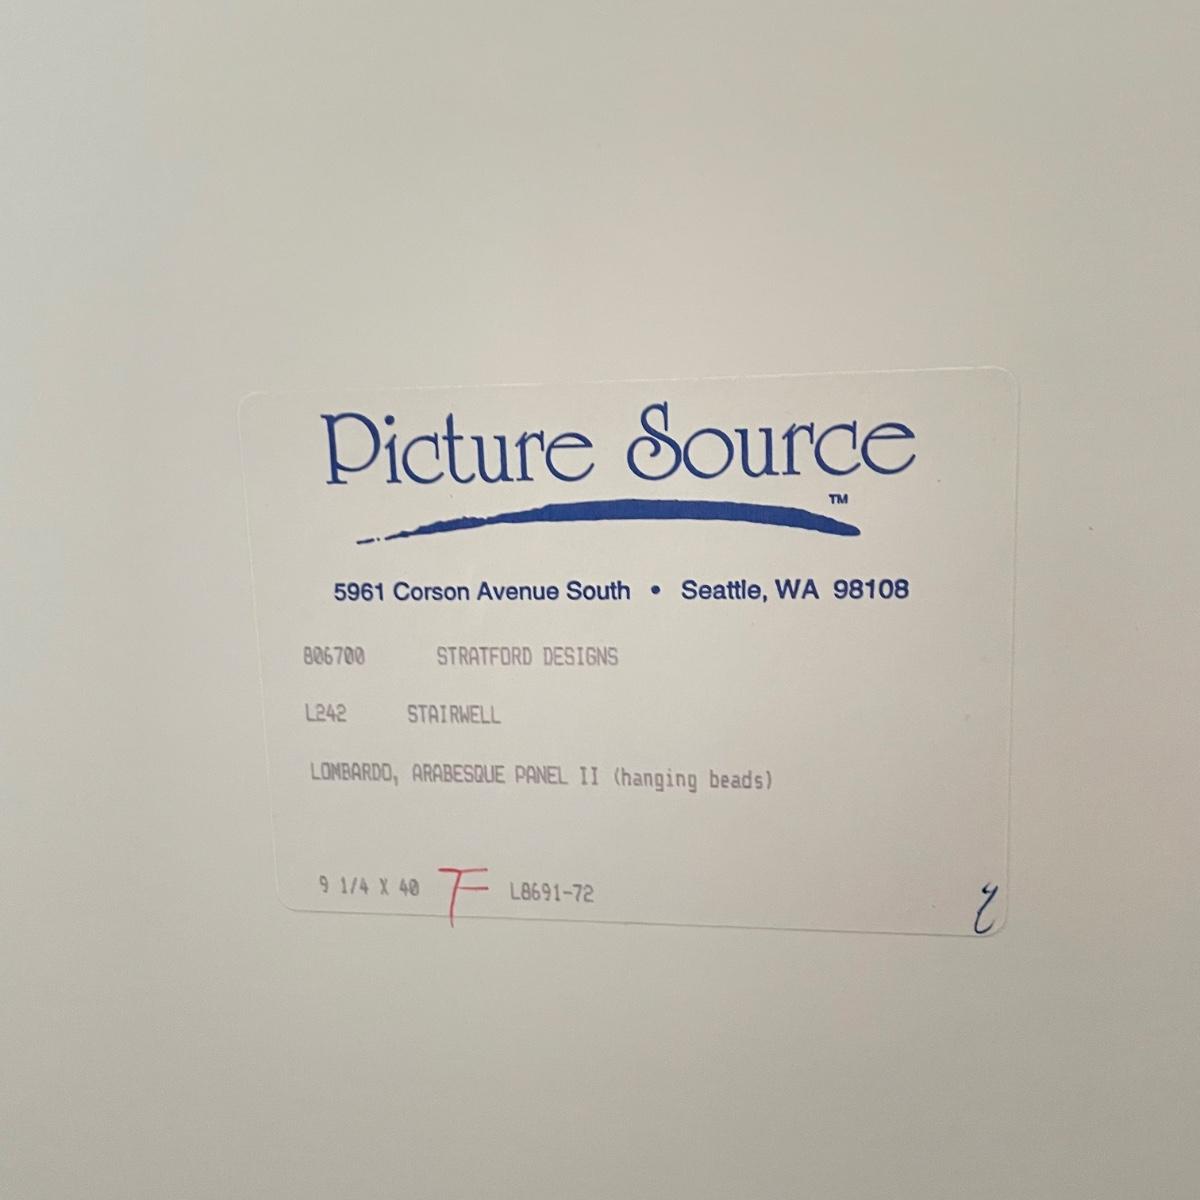 Picture Source
TM
5961 Corson Avenue South • Seattle, WA 98108
806700 STRATFORD DESIGNS
L242 STAIRWELL
LOMBARDO, ARABESQUE PANEL II (hanging beads)
9 1/4 X 40 F L8691-72